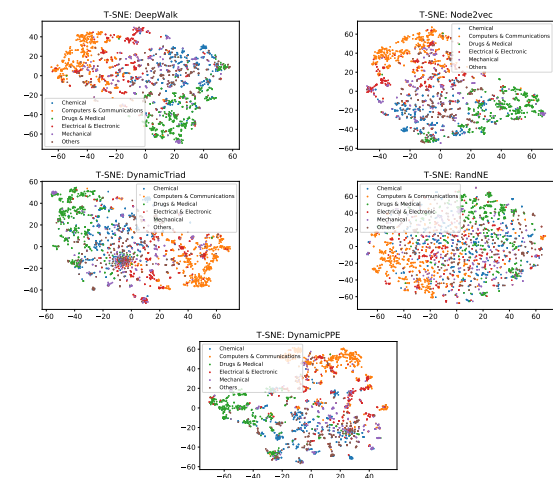 T-SNE: DeepWalk
60
40
20
0
−20
−40
−60
Chemical
Computers & Communications
Drugs & Medical
Electrical & Electronic
Mechanical
Others
−60 −40 −20 0 20 40 60
T-SNE: Node2vec
60
40
20
0
−20
−40
−60
Chemical
Computers & Communications
Drugs & Medical
Electrical & Electronic
Mechanical
Others
−40 −20 0 20 40 60
T-SNE: DynamicTriad
60
40
20
0
−20
−40
Chemical
Computers & Communications
Drugs & Medical
Electrical & Electronic
Mechanical
Others
−80 −60 −40 −20 0 20 40 60
T-SNE: RandNE
60
40
20
0
−20
−40
−60
Chemical
Computers & Communications
Drugs & Medical
Electrical & Electronic
Mechanical
Others
−60 −40 −20 0 20 40 60
T-SNE: DynamicPPE
60
40
20
0
−20
−40
−60
Chemical
Computers & Communications
Drugs & Medical
Electrical & Electronic
Mechanical
Others
−60 −40 −20 0 20 40